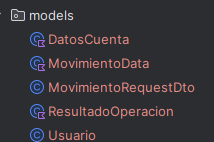 models
DatosCuenta
MovimientoData
MovimientoRequestDto
ResultadoOperacion
Usuario